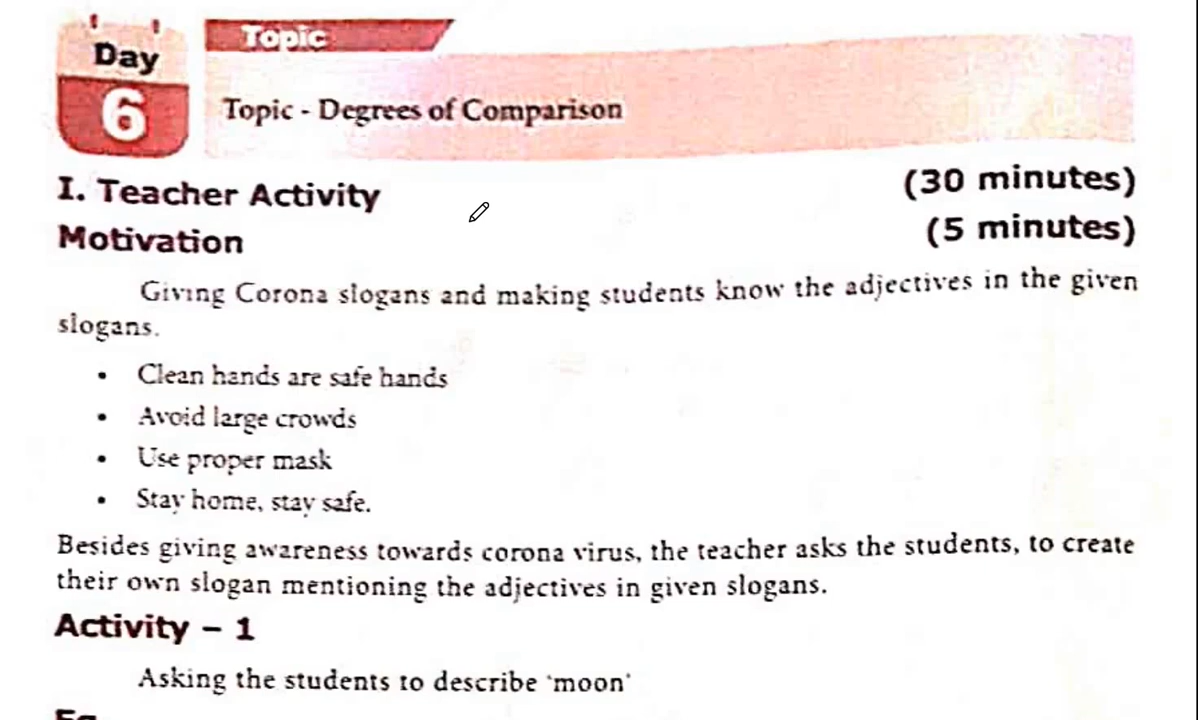 Day
6
Topic
Topic - Degrees of Comparison
I. Teacher Activity (30 minutes)
Motivation (5 minutes)
Giving Corona slogans and making students know the adjectives in the given
slogans.
• Clean hands are safe hands
• Avoid large crowds
• Use proper mask
• Stay home, stay safe.
Besides giving awareness towards corona virus, the teacher asks the students, to create
their own slogan mentioning the adjectives in given slogans.
Activity – 1
Asking the students to describe 'moon'